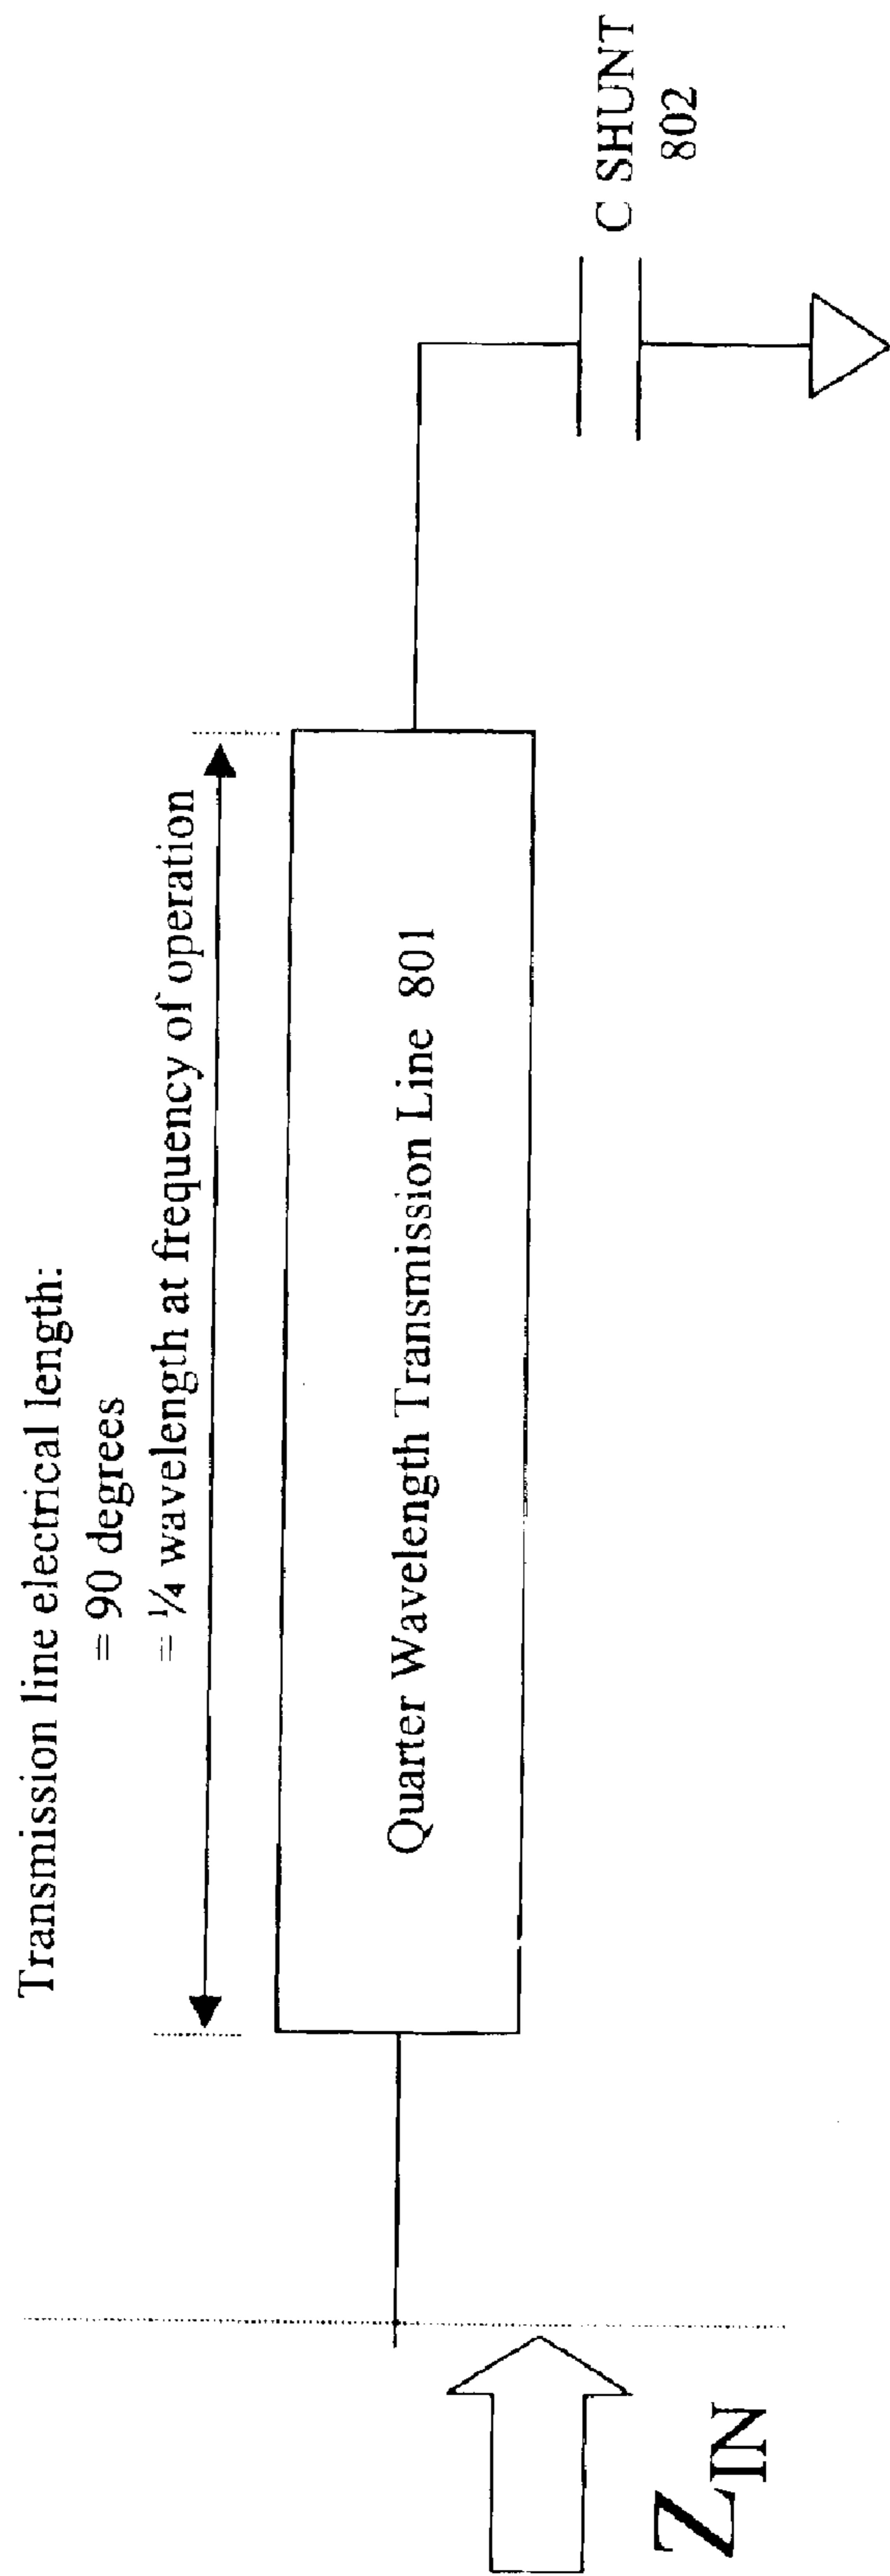 Transmission line electrical length:
= 90 degrees
= ¼ wavelength at frequency of operation
Quarter Wavelength Transmission Line 801
C SHUNT
802
Z_IN